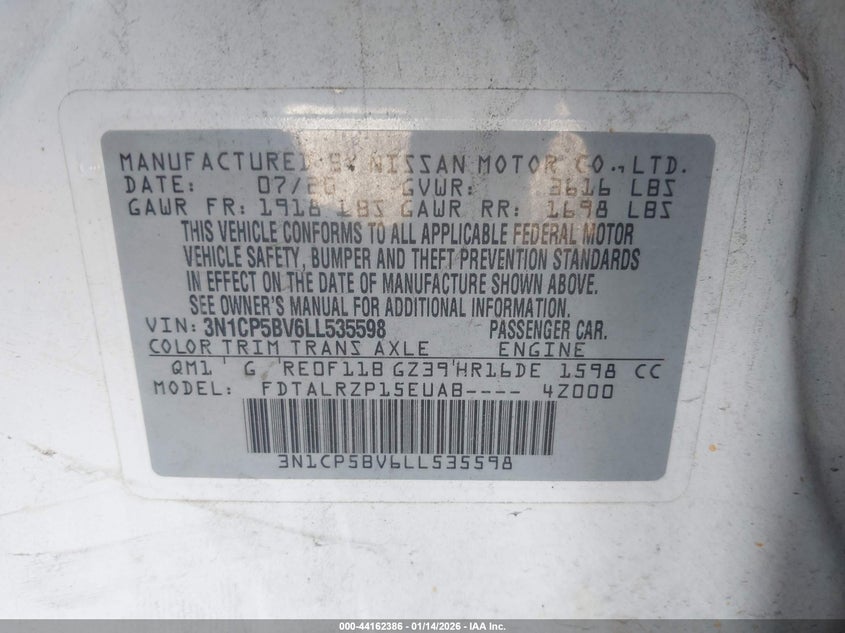 MANUFACTURED BY NISSAN MOTOR CO., LTD.
DATE: 07/20 GVWR: 3616 LBS
GAWR FR: 1918 LBS GAWR RR: 1698 LBS
THIS VEHICLE CONFORMS TO ALL APPLICABLE FEDERAL MOTOR
VEHICLE SAFETY, BUMPER AND THEFT PREVENTION STANDARDS
IN EFFECT ON THE DATE OF MANUFACTURE SHOWN ABOVE.
SEE OWNER'S MANUAL FOR ADDITIONAL INFORMATION.
VIN: 3N1CP5BV6LL535598 PASSENGER CAR.
COLOR TRIM TRANS AXLE ENGINE
QM1 ' G ' RE0F11B GZ39 'HR16DE 1598 CC
MODEL: FDTALRZP15EUAB---- 4Z000
3N1CP5BV6LL535598
000-44162386 - 01/14/2026 - IAA Inc.